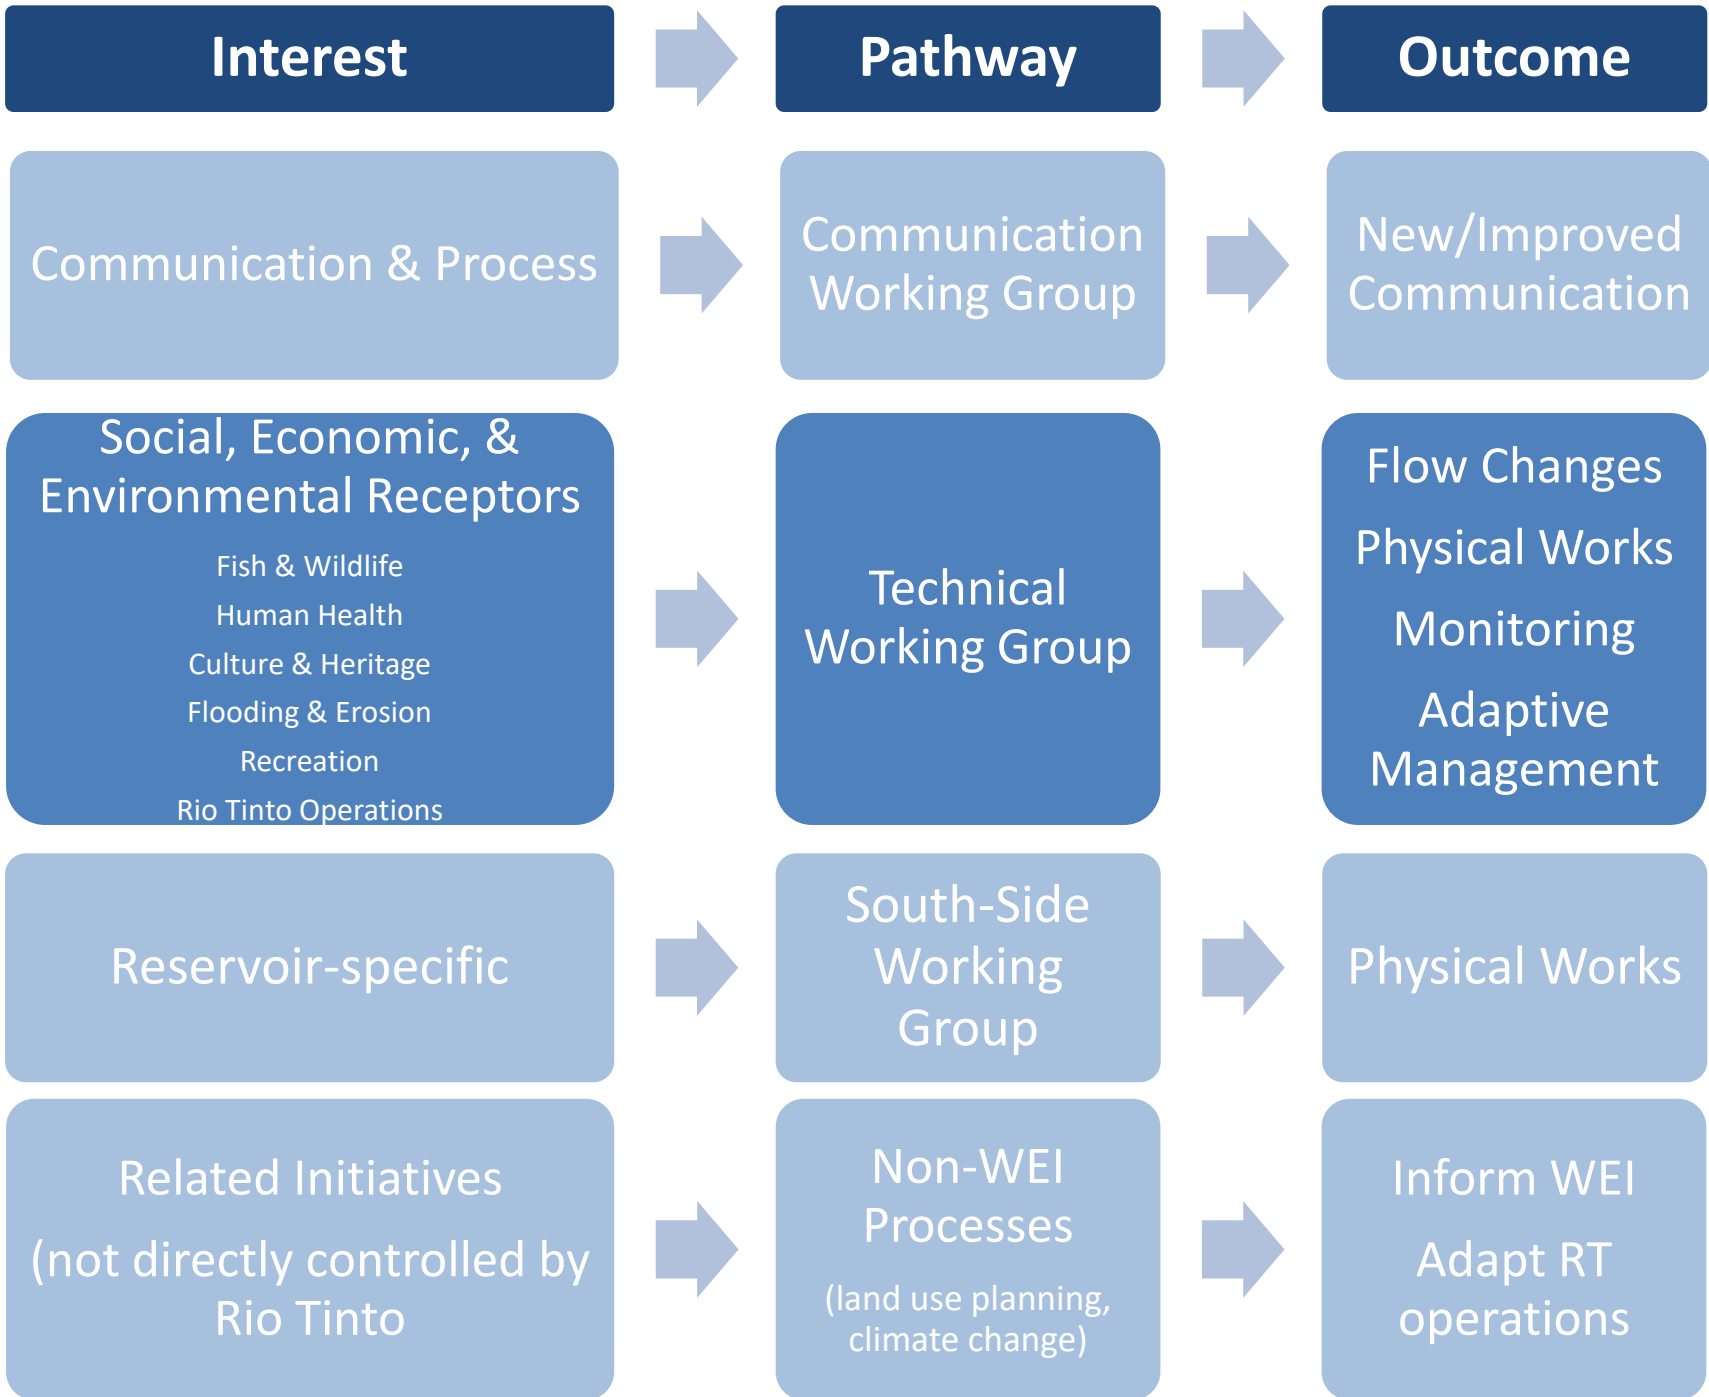 Interest
Pathway
Outcome
Communication & Process
Communication
Working Group
New/Improved
Communication
Social, Economic, &
Environmental Receptors
Fish & Wildlife
Human Health
Culture & Heritage
Flooding & Erosion
Recreation
Rio Tinto Operations
Technical
Working Group
Flow Changes
Physical Works
Monitoring
Adaptive
Management
Reservoir-specific
South-Side
Working
Group
Physical Works
Related Initiatives
(not directly controlled by
Rio Tinto
Non-WEI
Processes
(land use planning,
climate change)
Inform WEI
Adapt RT
operations